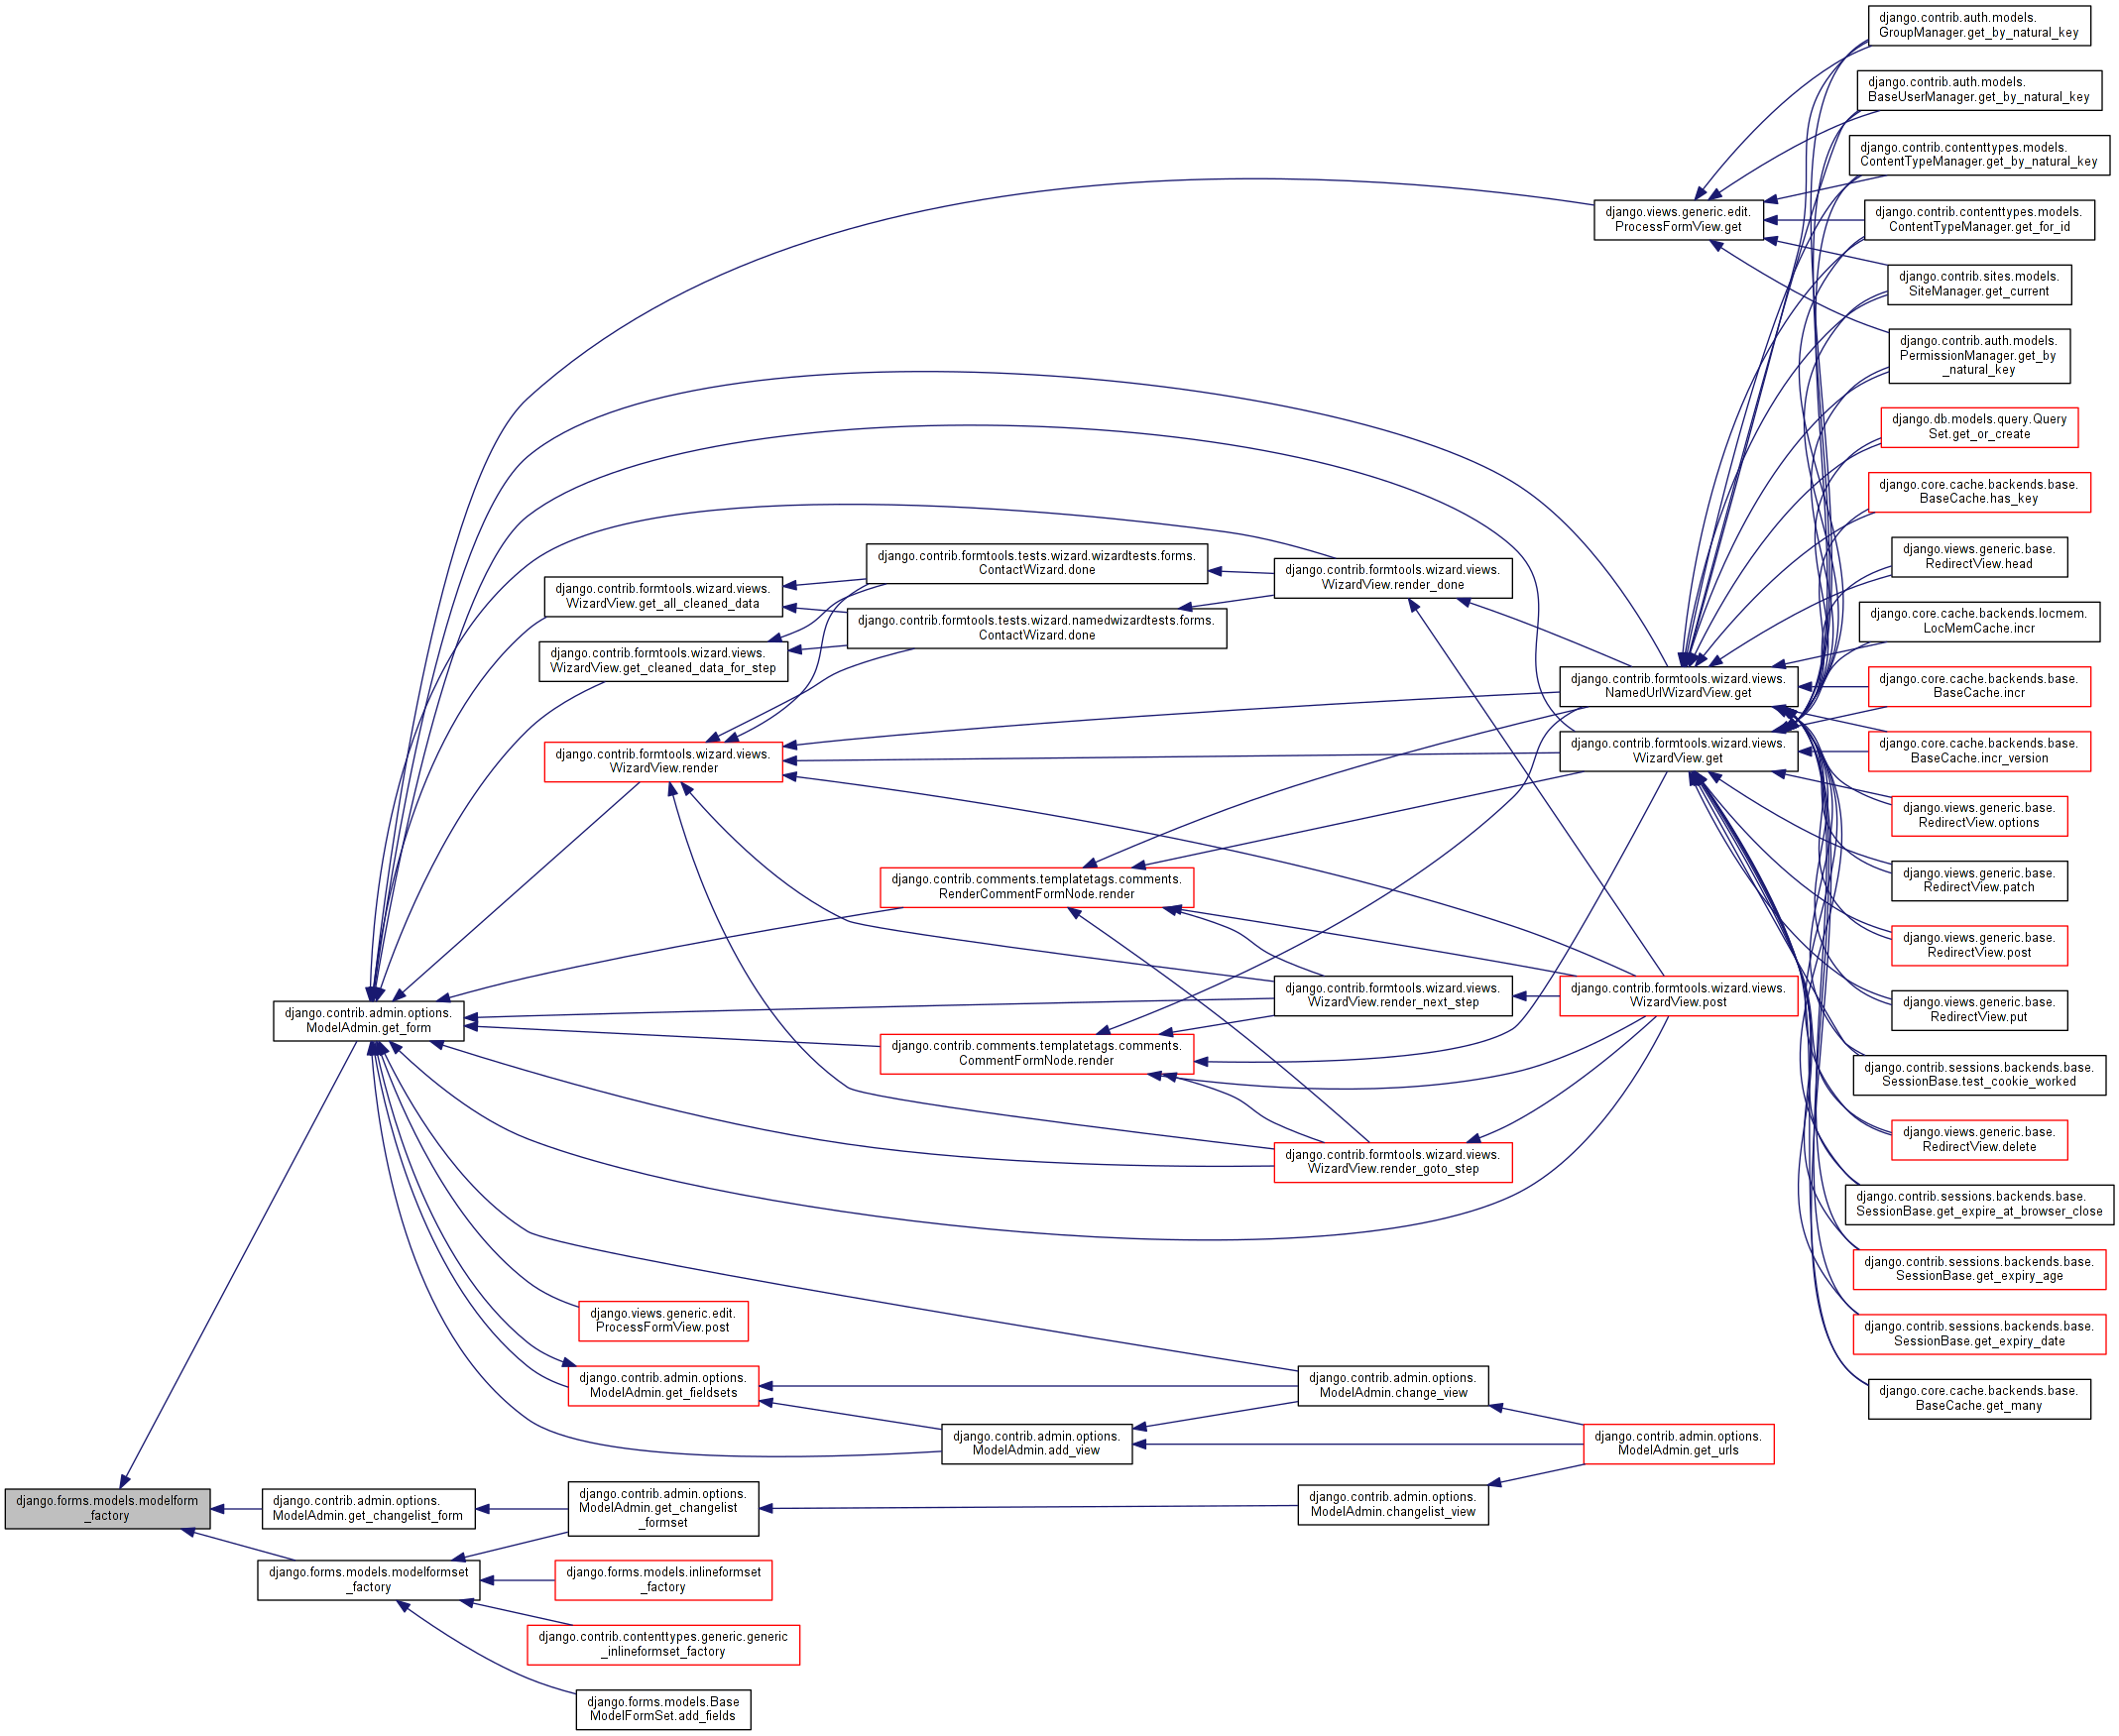 django.contrib.auth.models.
GroupManager.get_by_natural_key
django.contrib.auth.models.
BaseUserManager.get_by_natural_key
django.contrib.contenttypes.models.
ContentTypeManager.get_by_natural_key
django.views.generic.edit.
ProcessFormView.get
django.contrib.contenttypes.models.
ContentTypeManager.get_for_id
django.contrib.sites.models.
SiteManager.get_current
django.contrib.auth.models.
PermissionManager.get_by
_natural_key
django.db.models.query.Query
Set.get_or_create
django.core.cache.backends.base.
BaseCache.has_key
django.views.generic.base.
RedirectView.head
django.contrib.formtools.tests.wizard.wizardtests.forms.
ContactWizard.done
django.contrib.formtools.wizard.views.
WizardView.render_done
django.contrib.formtools.wizard.views.
WizardView.get_all_cleaned_data
django.contrib.formtools.tests.wizard.namedwizardtests.forms.
ContactWizard.done
django.core.cache.backends.locmem.
LocMemCache.incr
django.contrib.formtools.wizard.views.
WizardView.get_cleaned_data_for_step
django.contrib.formtools.wizard.views.
NamedUrlWizardView.get
django.core.cache.backends.base.
BaseCache.incr
django.contrib.formtools.wizard.views.
WizardView.render
django.contrib.formtools.wizard.views.
WizardView.get
django.core.cache.backends.base.
BaseCache.incr_version
django.views.generic.base.
RedirectView.options
django.contrib.comments.templatetags.comments.
RenderCommentFormNode.render
django.views.generic.base.
RedirectView.patch
django.views.generic.base.
RedirectView.post
django.contrib.admin.options.
ModelAdmin.get_form
django.contrib.formtools.wizard.views.
WizardView.render_next_step
django.contrib.formtools.wizard.views.
WizardView.post
django.views.generic.base.
RedirectView.put
django.contrib.comments.templatetags.comments.
CommentFormNode.render
django.contrib.sessions.backends.base.
SessionBase.test_cookie_worked
django.contrib.formtools.wizard.views.
WizardView.render_goto_step
django.views.generic.base.
RedirectView.delete
django.contrib.sessions.backends.base.
SessionBase.get_expire_at_browser_close
django.contrib.sessions.backends.base.
SessionBase.get_expiry_age
django.views.generic.edit.
ProcessFormView.post
django.contrib.sessions.backends.base.
SessionBase.get_expiry_date
django.contrib.admin.options.
ModelAdmin.get_fieldsets
django.contrib.admin.options.
ModelAdmin.change_view
django.core.cache.backends.base.
BaseCache.get_many
django.contrib.admin.options.
ModelAdmin.add_view
django.contrib.admin.options.
ModelAdmin.get_urls
django.forms.models.modelform
_factory
django.contrib.admin.options.
ModelAdmin.get_changelist_form
django.contrib.admin.options.
ModelAdmin.get_changelist
_formset
django.contrib.admin.options.
ModelAdmin.changelist_view
django.forms.models.modelformset
_factory
django.forms.models.inlineformset
_factory
django.contrib.contenttypes.generic.generic
_inlineformset_factory
django.forms.models.Base
ModelFormSet.add_fields